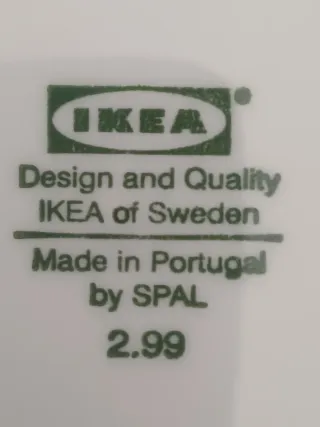 IKEA
Design and Quality
IKEA of Sweden
Made in Portugal
by SPAL
2.99